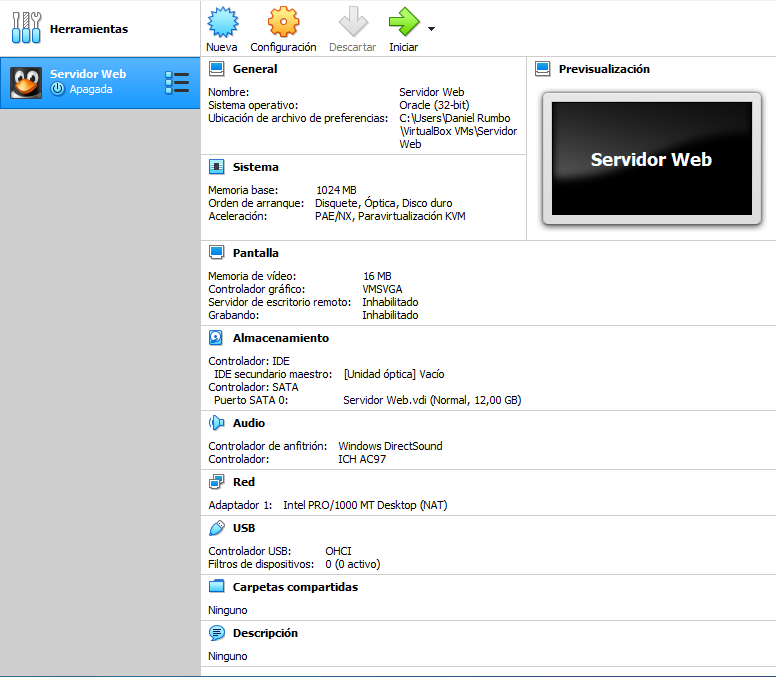 Herramientas
Servidor Web
Apagada
Nueva Configuración Descartar Iniciar
General
Nombre: Servidor Web
Sistema operativo: Oracle (32-bit)
Ubicación de archivo de preferencias: C:\Users\Daniel Rumbo
\VirtualBox VMs\Servidor
Web
Previsualización
Servidor Web
Sistema
Memoria base: 1024 MB
Orden de arranque: Disquete, Óptica, Disco duro
Aceleración: PAE/NX, Paravirtualización KVM
Pantalla
Memoria de vídeo: 16 MB
Controlador gráfico: VMSVGA
Servidor de escritorio remoto: Inhabilitado
Grabando: Inhabilitado
Almacenamiento
Controlador: IDE
IDE secundario maestro: [Unidad óptica] Vacío
Controlador: SATA
Puerto SATA 0: Servidor Web.vdi (Normal, 12,00 GB)
Audio
Controlador de anfitrión: Windows DirectSound
Controlador: ICH AC97
Red
Adaptador 1: Intel PRO/1000 MT Desktop (NAT)
USB
Controlador USB: OHCI
Filtros de dispositivos: 0 (0 activo)
Carpetas compartidas
Ninguno
Descripción
Ninguno